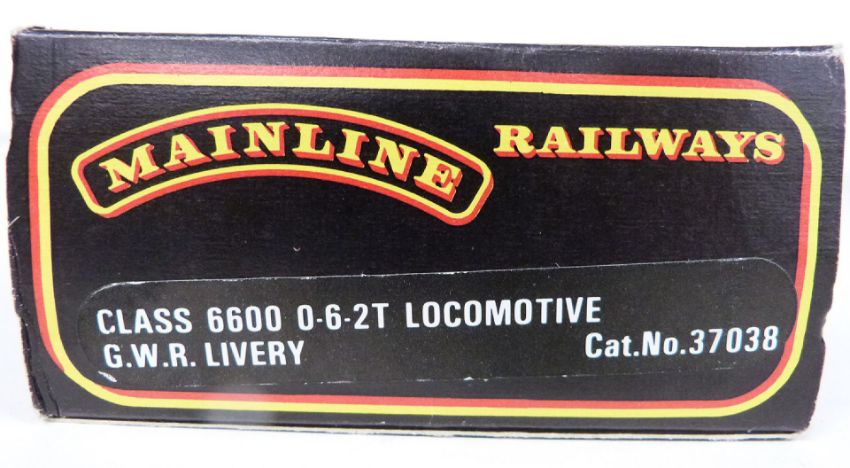 MAINLINE RAILWAYS
CLASS 6600 0-6-2T LOCOMOTIVE
G.W.R. LIVERY Cat.No.37038